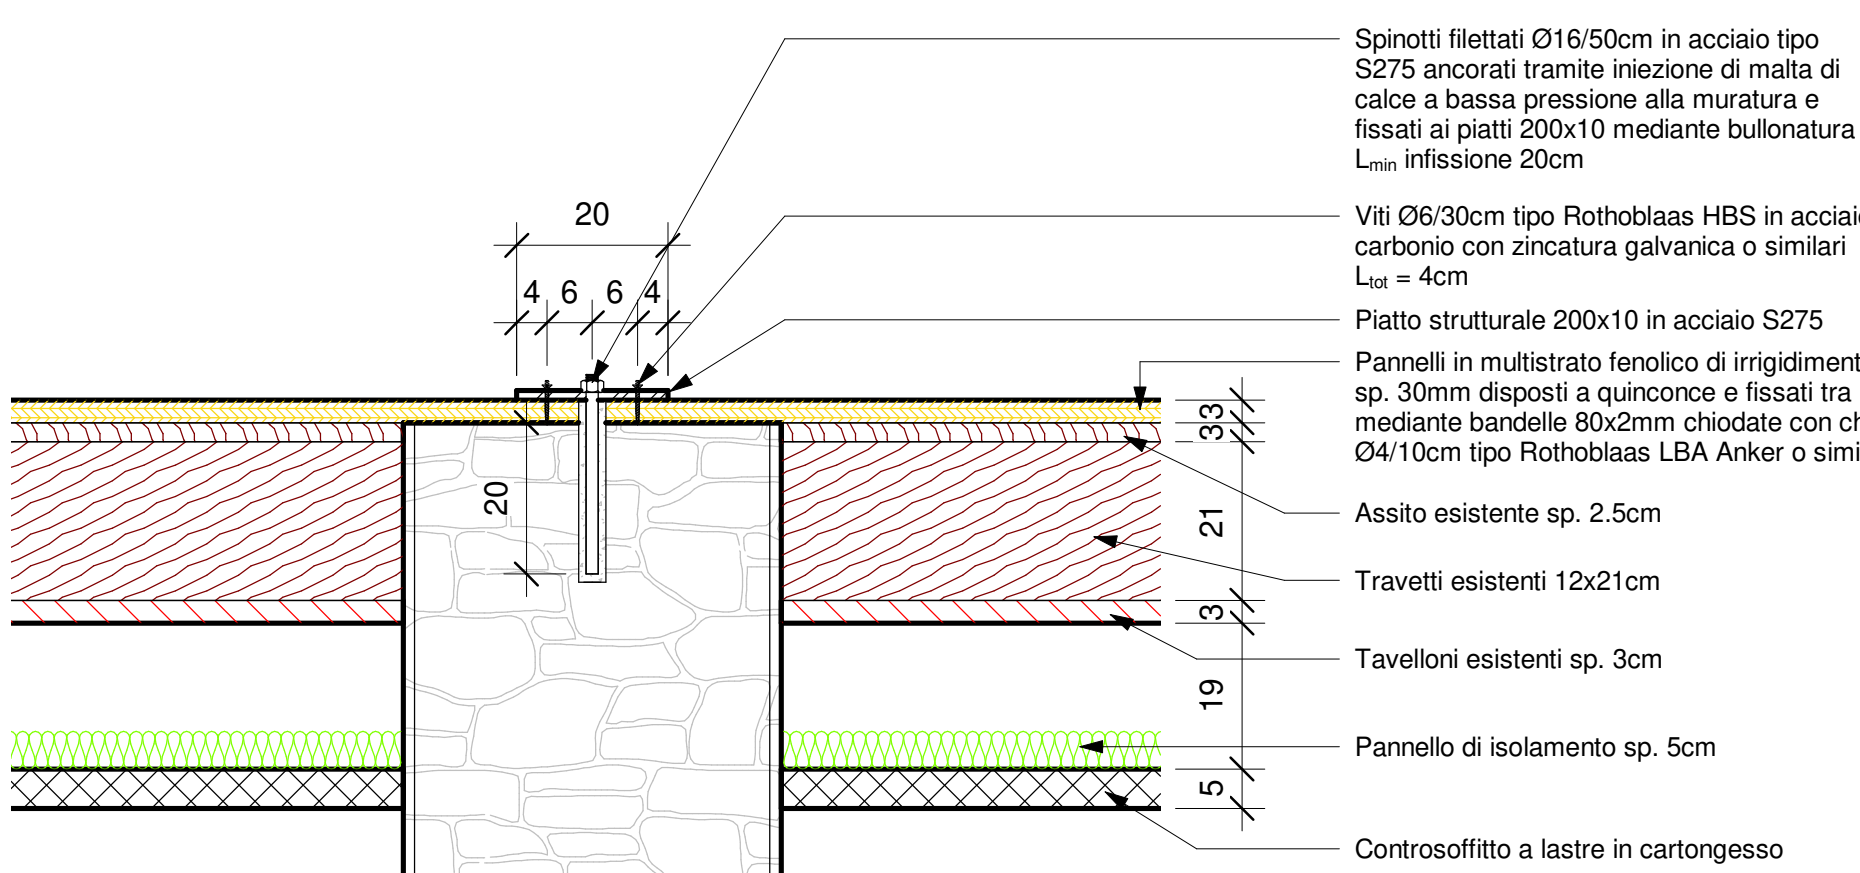 Spinotti filettati Ø16/50cm in acciaio tipo
S275 ancorati tramite iniezione di malta di
calce a bassa pressione alla muratura e
fissati ai piatti 200x10 mediante bullonatura
Lmin infissione 20cm
Viti Ø6/30cm tipo Rothoblaas HBS in acciaio
carbonio con zincatura galvanica o similari
Ltot = 4cm
Piatto strutturale 200x10 in acciaio S275
Pannelli in multistrato fenolico di irrigidiment
sp. 30mm disposti a quinconce e fissati tra
mediante bandelle 80x2mm chiodate con ch
Ø4/10cm tipo Rothoblaas LBA Anker o simi
Assito esistente sp. 2.5cm
Travetti esistenti 12x21cm
Tavelloni esistenti sp. 3cm
Pannello di isolamento sp. 5cm
Controsoffitto a lastre in cartongesso
20
4 6 6 4
20
3
3
21
3
19
5